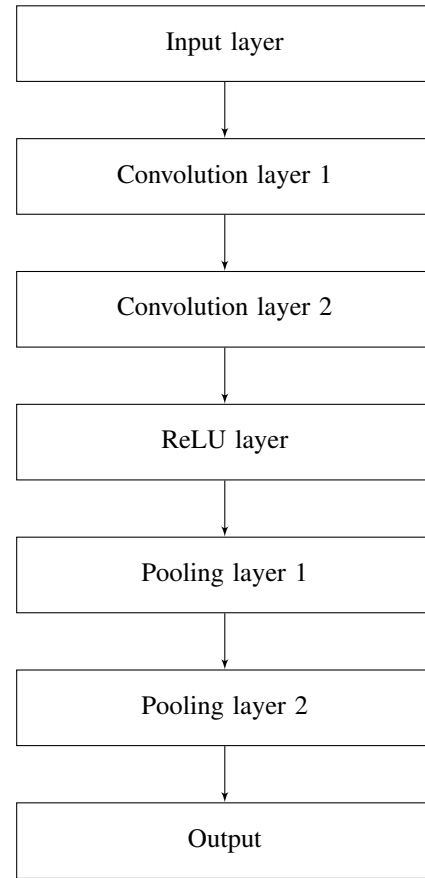 Input layer
Convolution layer 1
Convolution layer 2
ReLU layer
Pooling layer 1
Pooling layer 2
Output